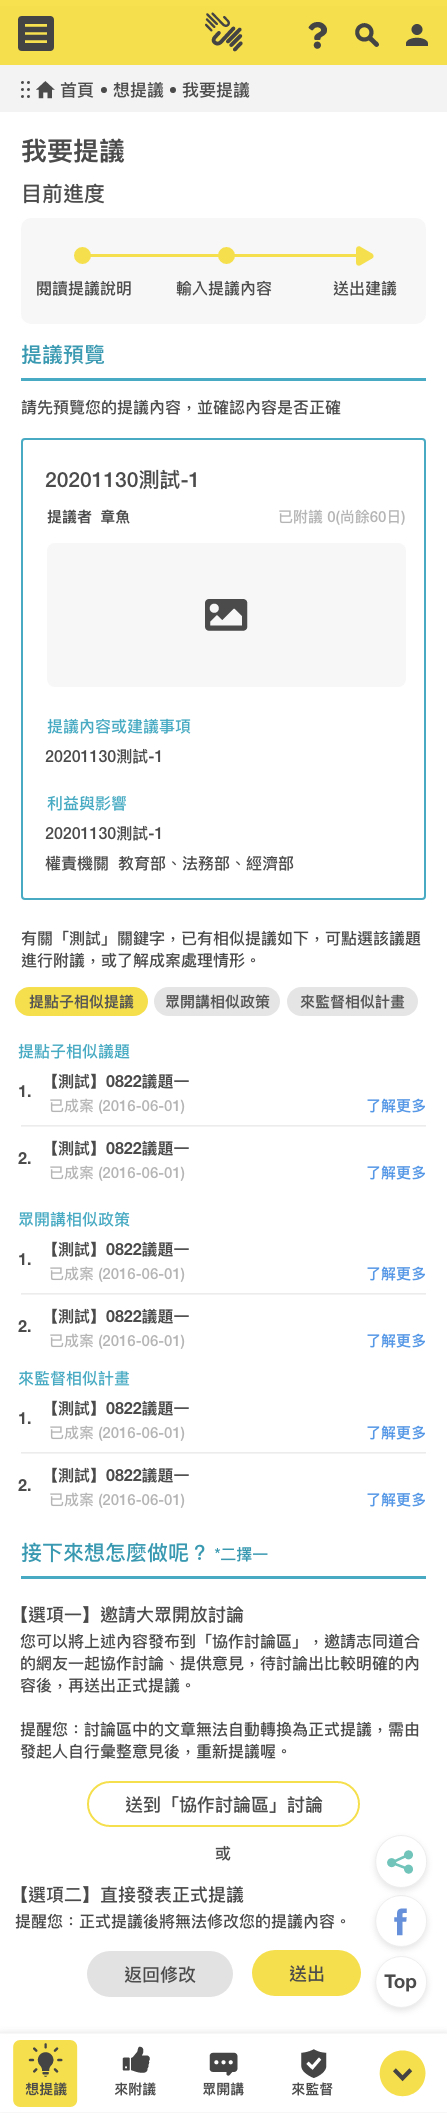 首頁 • 想提議 • 我要提議
我要提議
目前進度
閱讀提議說明 輸入提議內容 送出建議
提議預覽
請先預覽您的提議內容，並確認內容是否正確
20201130測試-1
提議者 章魚 已附議 0(尚餘60日)
提議內容或建議事項
20201130測試-1
利益與影響
20201130測試-1
權責機關 教育部、法務部、經濟部
有關「測試」關鍵字，已有相似提議如下，可點選該議題
進行附議，或了解成案處理情形。
提點子相似提議 眾開講相似政策 來監督相似計畫
提點子相似議題
1. 【測試】0822議題一
已成案 (2016-06-01) 了解更多
2. 【測試】0822議題一
已成案 (2016-06-01) 了解更多
眾開講相似政策
1. 【測試】0822議題一
已成案 (2016-06-01) 了解更多
2. 【測試】0822議題一
已成案 (2016-06-01) 了解更多
來監督相似計畫
1. 【測試】0822議題一
已成案 (2016-06-01) 了解更多
2. 【測試】0822議題一
已成案 (2016-06-01) 了解更多
接下來想怎麼做呢？ *二擇一
【選項一】邀請大眾開放討論
您可以將上述內容發布到「協作討論區」，邀請志同道合
的網友一起協作討論、提供意見，待討論出比較明確的內
容後，再送出正式提議。
提醒您：討論區中的文章無法自動轉換為正式提議，需由
發起人自行彙整意見後，重新提議喔。
送到「協作討論區」討論
或
【選項二】直接發表正式提議
提醒您：正式提議後將無法修改您的提議內容。
返回修改 送出
Top
想提議 來附議 眾開講 來監督